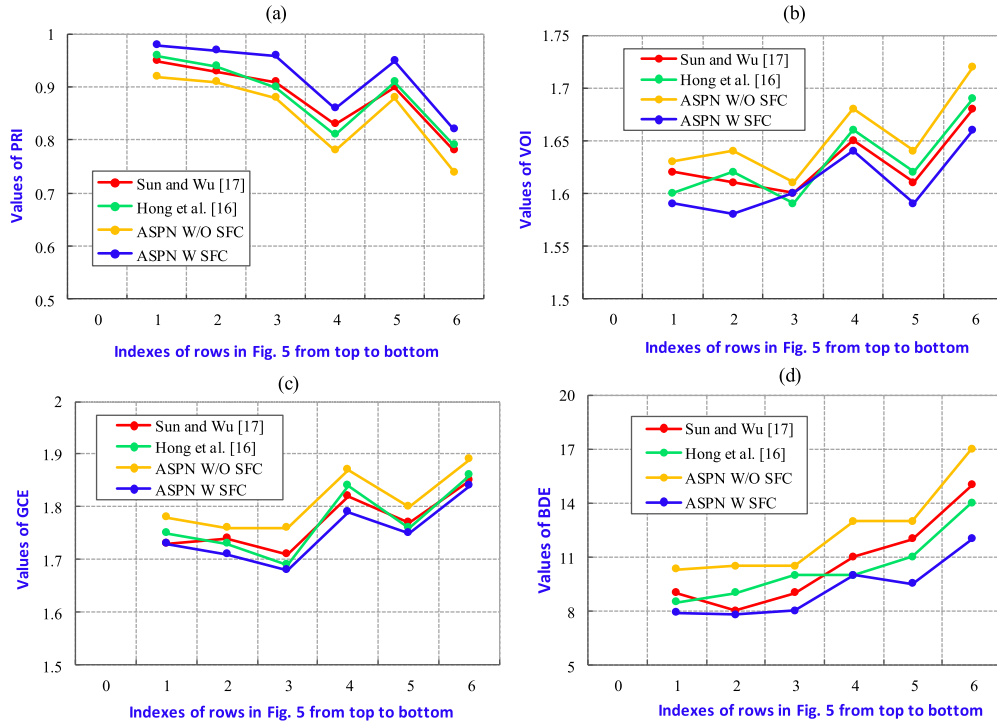 (a)
1
0.9
0.8
0.7
0.6
0.5
Values of PRI
Sun and Wu [17]
Hong et al. [16]
ASPN W/O SFC
ASPN W SFC
0 1 2 3 4 5 6
Indexes of rows in Fig. 5 from top to bottom
(b)
1.75
1.7
1.65
1.6
1.55
1.5
Values of VOI
Sun and Wu [17]
Hong et al. [16]
ASPN W/O SFC
ASPN W SFC
0 1 2 3 4 5 6
Indexes of rows in Fig. 5 from top to bottom
(c)
2
1.9
1.8
1.7
1.6
1.5
Values of GCE
Sun and Wu [17]
Hong et al. [16]
ASPN W/O SFC
ASPN W SFC
0 1 2 3 4 5 6
Indexes of rows in Fig. 5 from top to bottom
(d)
20
17
14
11
8
5
Values of BDE
Sun and Wu [17]
Hong et al. [16]
ASPN W/O SFC
ASPN W SFC
0 1 2 3 4 5 6
Indexes of rows in Fig. 5 from top to bottom